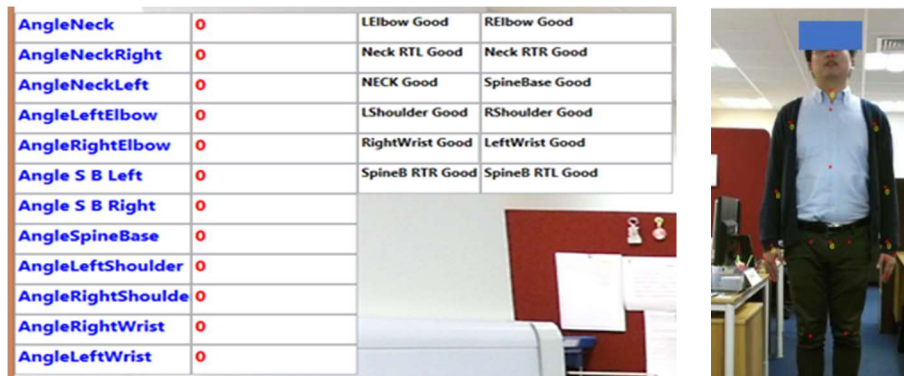 AngleNeck 0 LElbow Good RElbow Good
AngleNeckRight 0 Neck RTL Good Neck RTR Good
AngleNeckLeft 0 NECK Good SpineBase Good
AngleLeftElbow 0 LShoulder Good RShoulder Good
AngleRightElbow 0 RightWrist Good LeftWrist Good
Angle S B Left 0 SpineB RTR Good SpineB RTL Good
Angle S B Right 0
AngleSpineBase 0
AngleLeftShoulder 0
AngleRightShoulde 0
AngleRightWrist 0
AngleLeftWrist 0